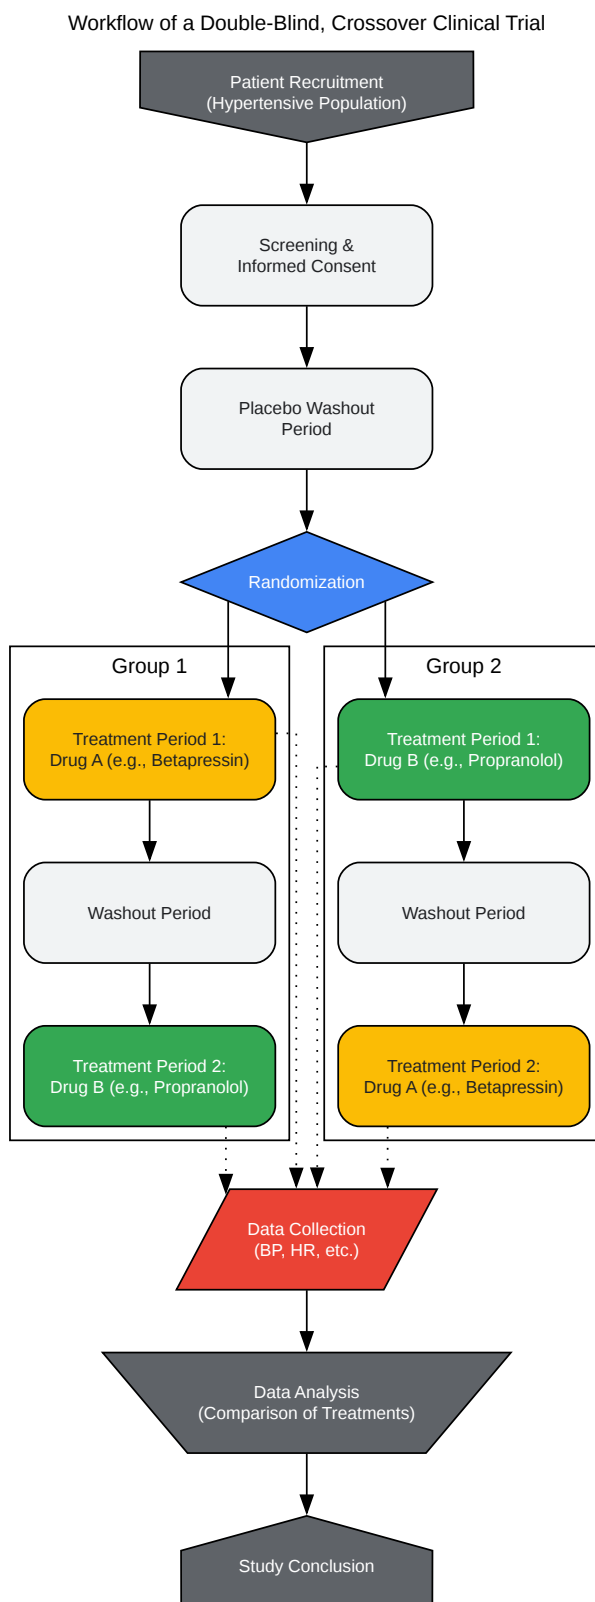 Workflow of a Double-Blind, Crossover Clinical Trial
Patient Recruitment
(Hypertensive Population)
Screening &
Informed Consent
Placebo Washout
Period
Randomization
Group 1
Treatment Period 1:
Drug A (e.g., Betapressin)
Washout Period
Treatment Period 2:
Drug B (e.g., Propranolol)
Group 2
Treatment Period 1:
Drug B (e.g., Propranolol)
Washout Period
Treatment Period 2:
Drug A (e.g., Betapressin)
Data Collection
(BP, HR, etc.)
Data Analysis
(Comparison of Treatments)
Study Conclusion